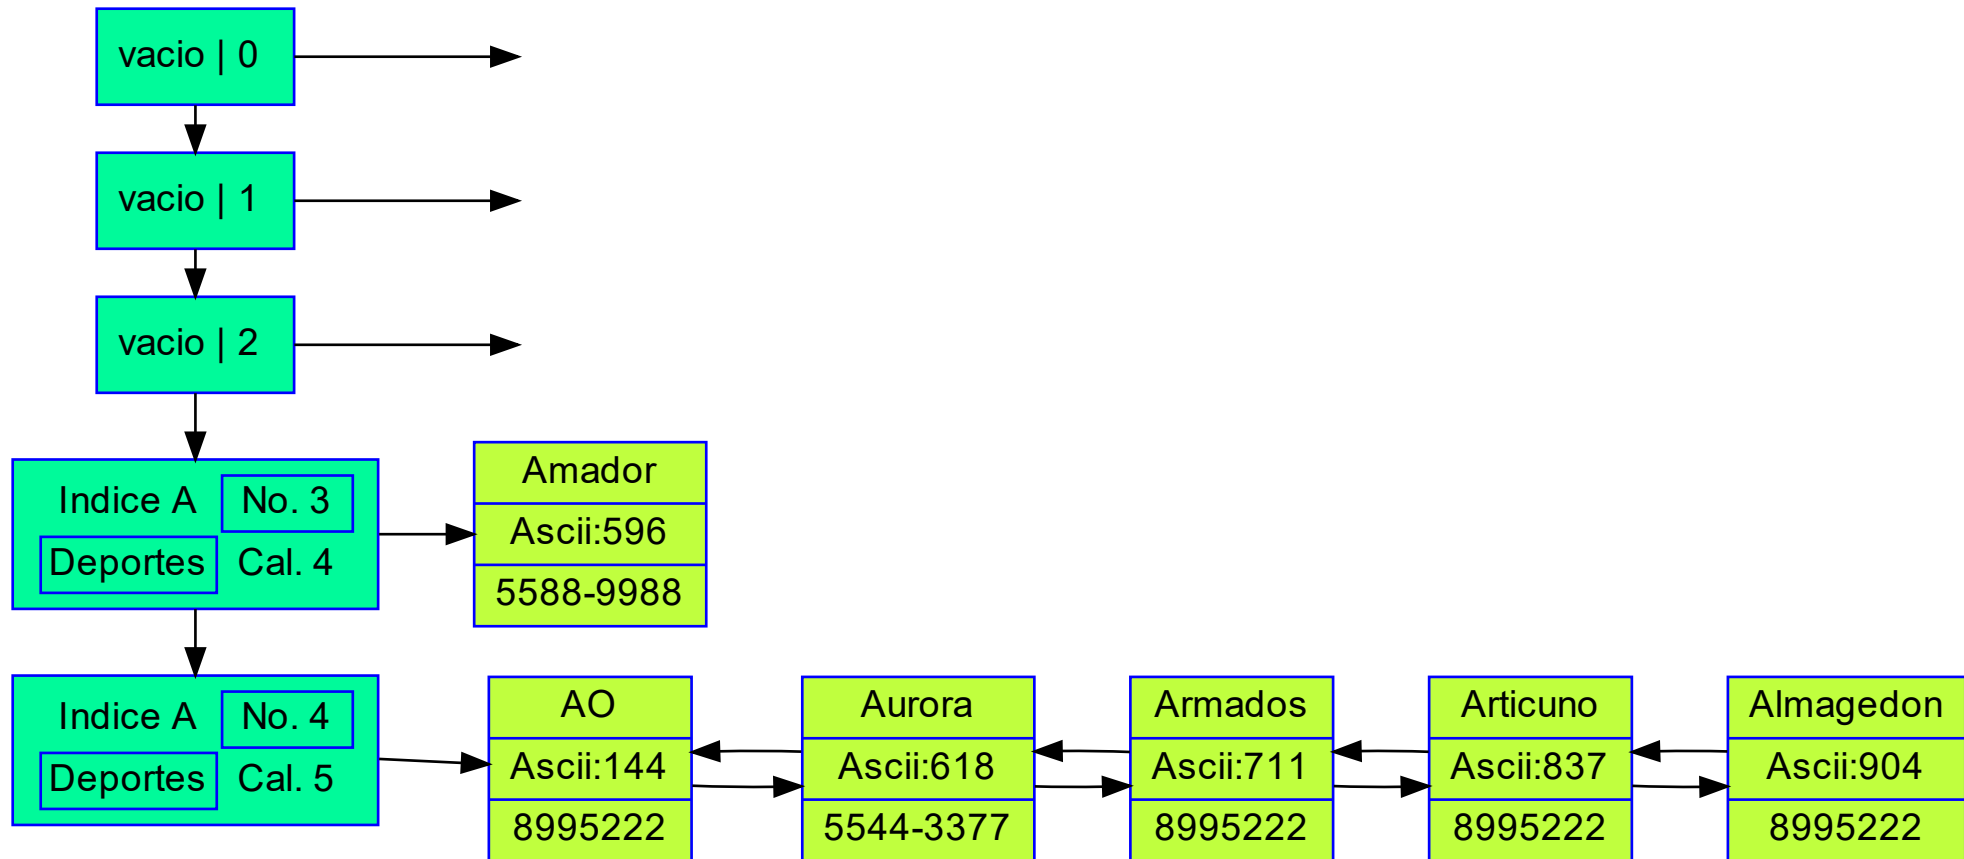 vacio | 0
vacio | 1
vacio | 2
Indice A No. 3
Deportes Cal. 4
Amador
Ascii:596
5588-9988
Indice A No. 4
Deportes Cal. 5
AO
Ascii:144
8995222
Aurora
Ascii:618
5544-3377
Armados
Ascii:711
8995222
Articuno
Ascii:837
8995222
Almagedon
Ascii:904
8995222